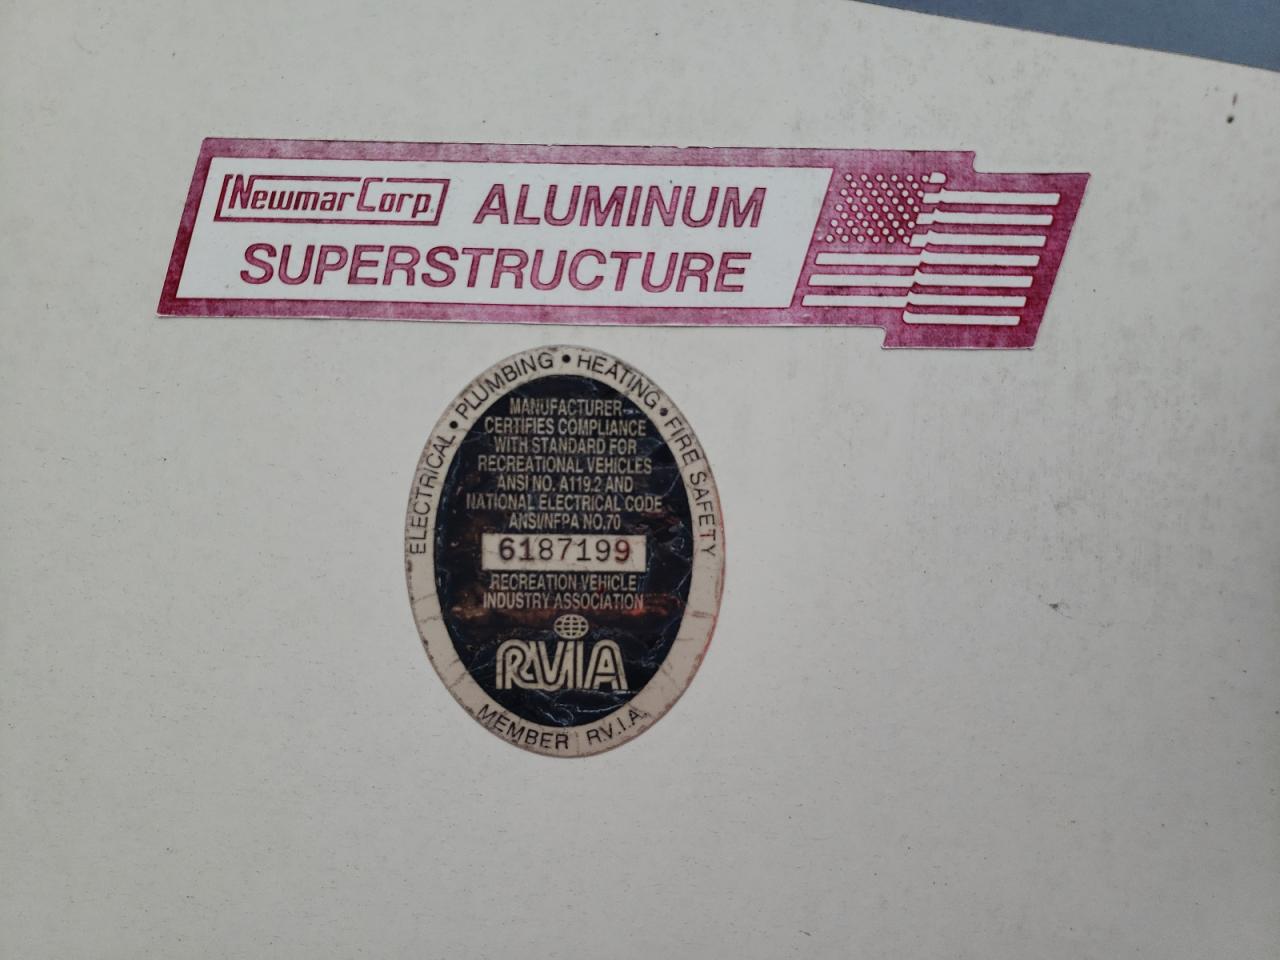 Newmar Corp. ALUMINUM
SUPERSTRUCTURE
ELECTRICAL • PLUMBING • HEATING • FIRE SAFETY
MANUFACTURER
CERTIFIES COMPLIANCE
WITH STANDARD FOR
RECREATIONAL VEHICLES
ANSI NO. A119.2 AND
NATIONAL ELECTRICAL CODE
ANSI/NFPA NO.70
6187199
RECREATION VEHICLE
INDUSTRY ASSOCIATION
RVIA
MEMBER R.V.I.A.